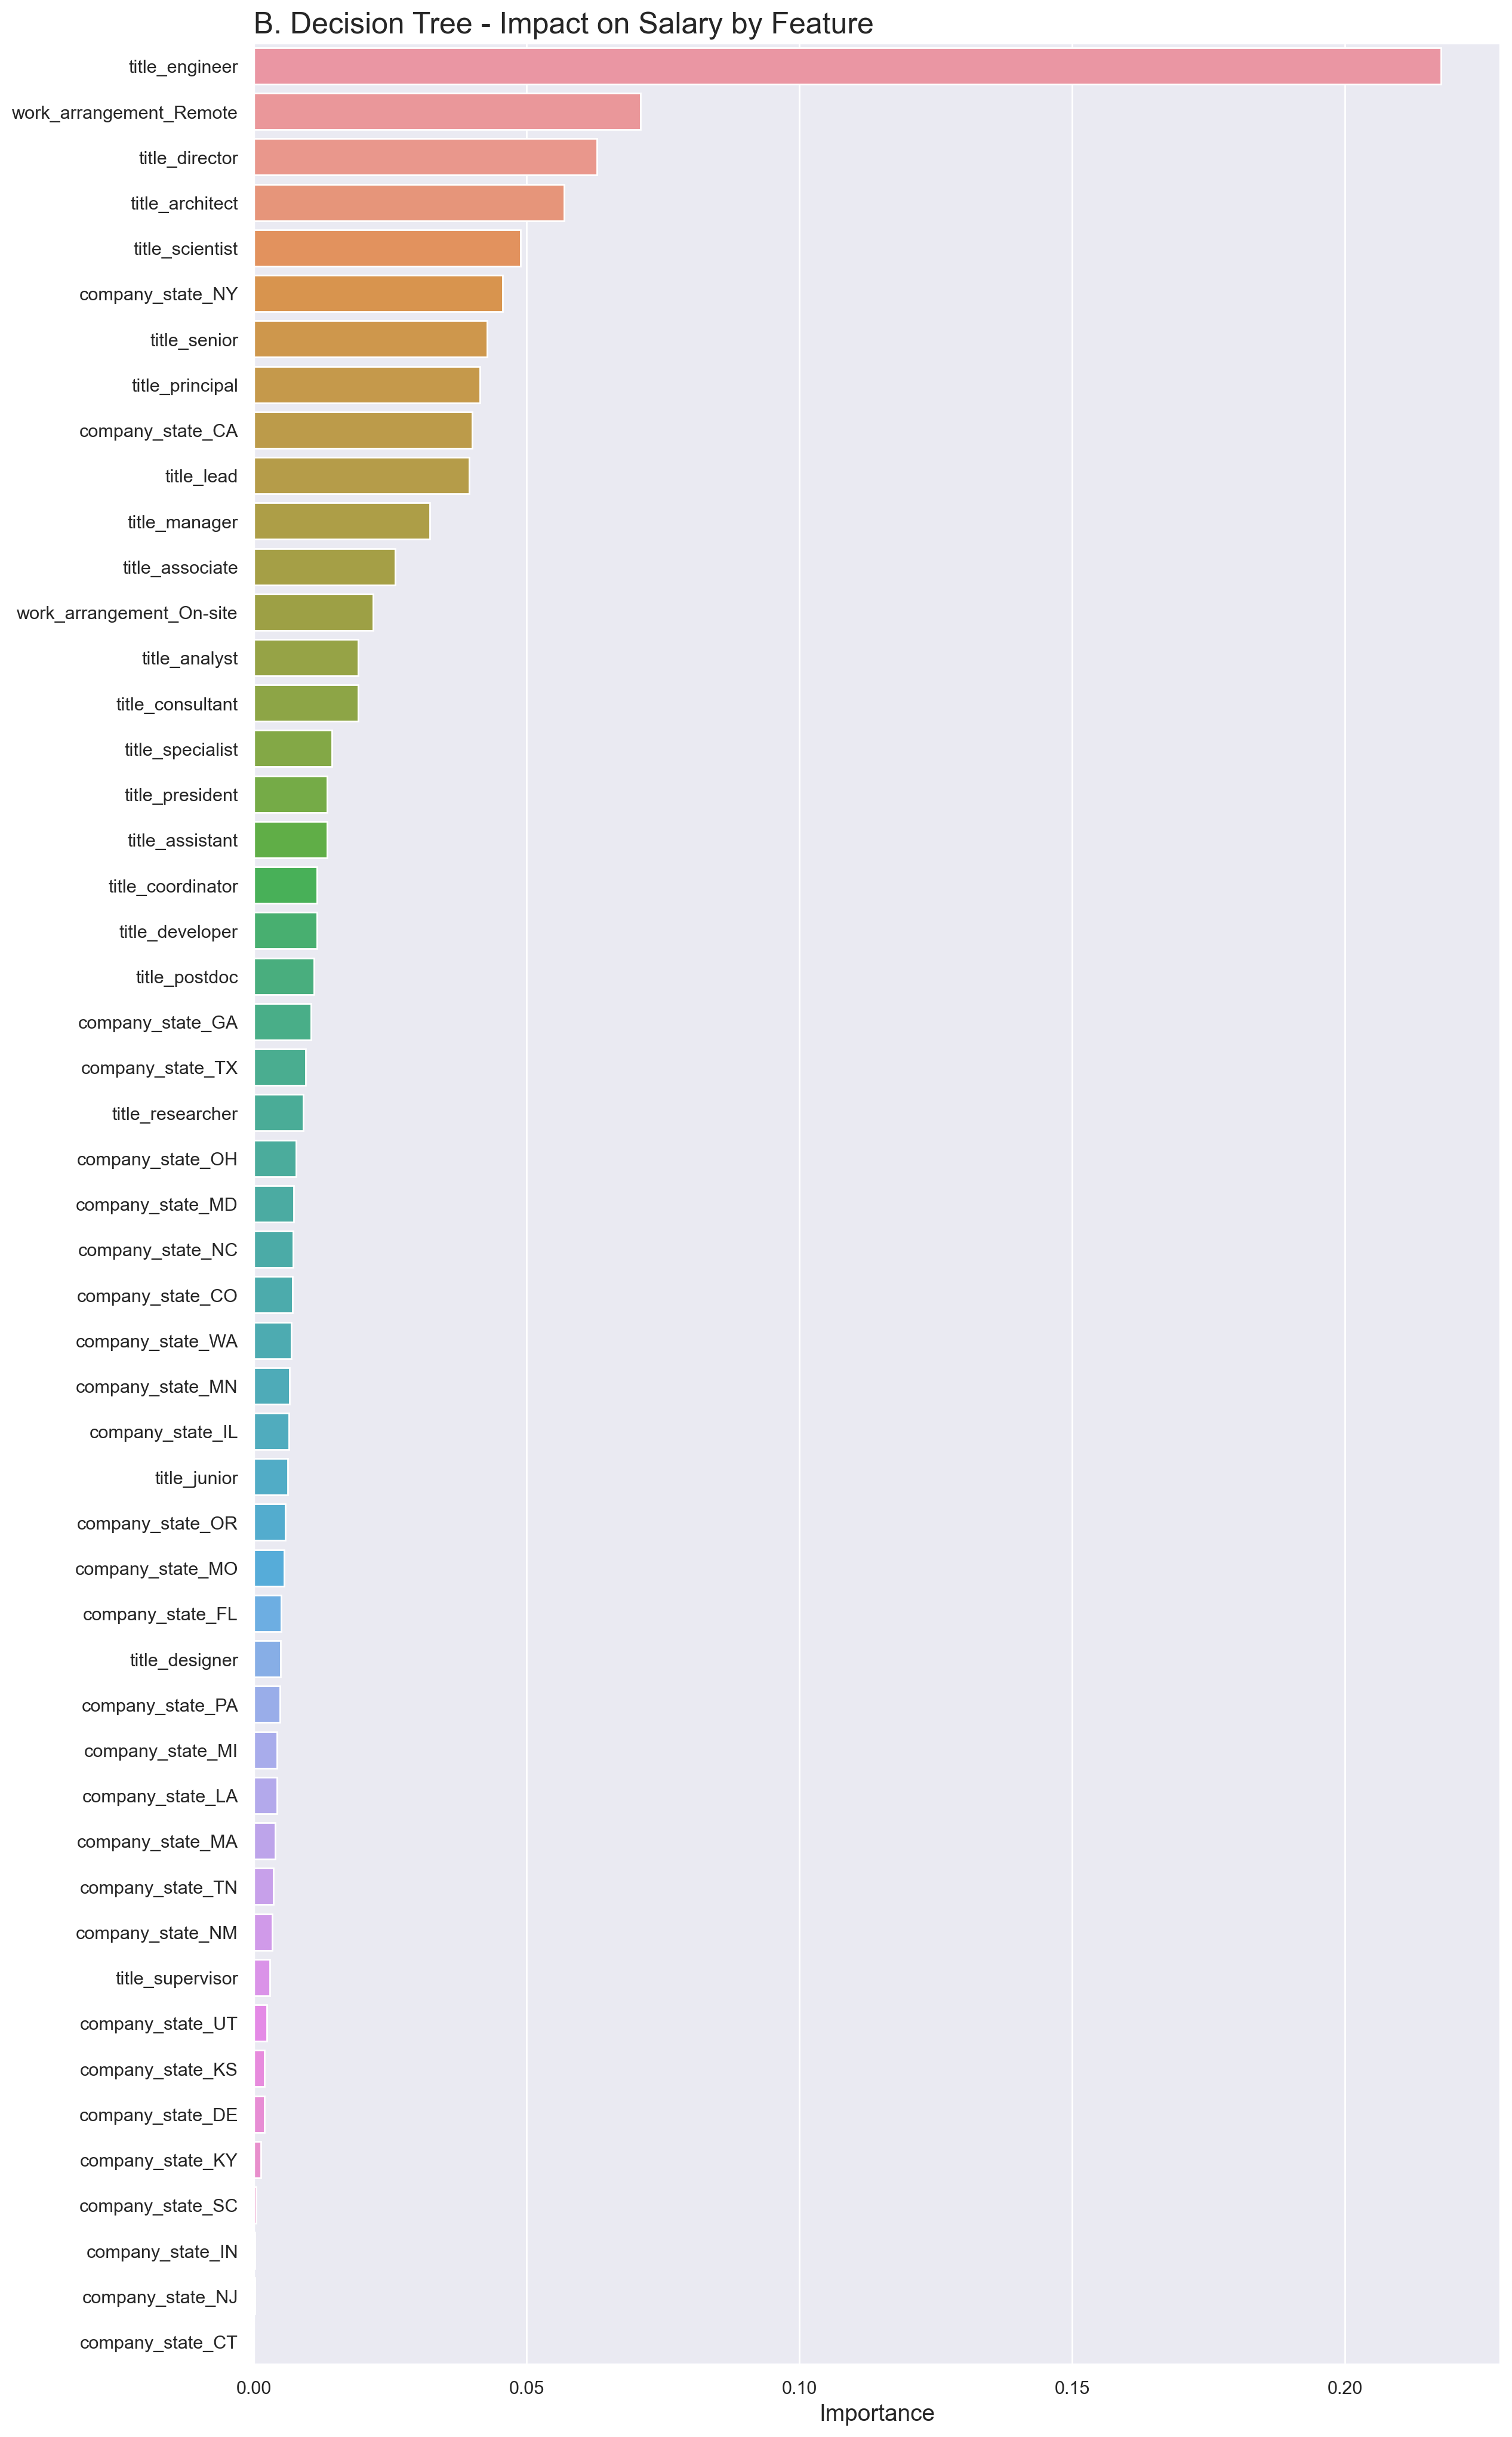 B. Decision Tree - Impact on Salary by Feature
title_engineer
work_arrangement_Remote
title_director
title_architect
title_scientist
company_state_NY
title_senior
title_principal
company_state_CA
title_lead
title_manager
title_associate
work_arrangement_On-site
title_analyst
title_consultant
title_specialist
title_president
title_assistant
title_coordinator
title_developer
title_postdoc
company_state_GA
company_state_TX
title_researcher
company_state_OH
company_state_MD
company_state_NC
company_state_CO
company_state_WA
company_state_MN
company_state_IL
title_junior
company_state_OR
company_state_MO
company_state_FL
title_designer
company_state_PA
company_state_MI
company_state_LA
company_state_MA
company_state_TN
company_state_NM
title_supervisor
company_state_UT
company_state_KS
company_state_DE
company_state_KY
company_state_SC
company_state_IN
company_state_NJ
company_state_CT
0.00 0.05 0.10 0.15 0.20
Importance